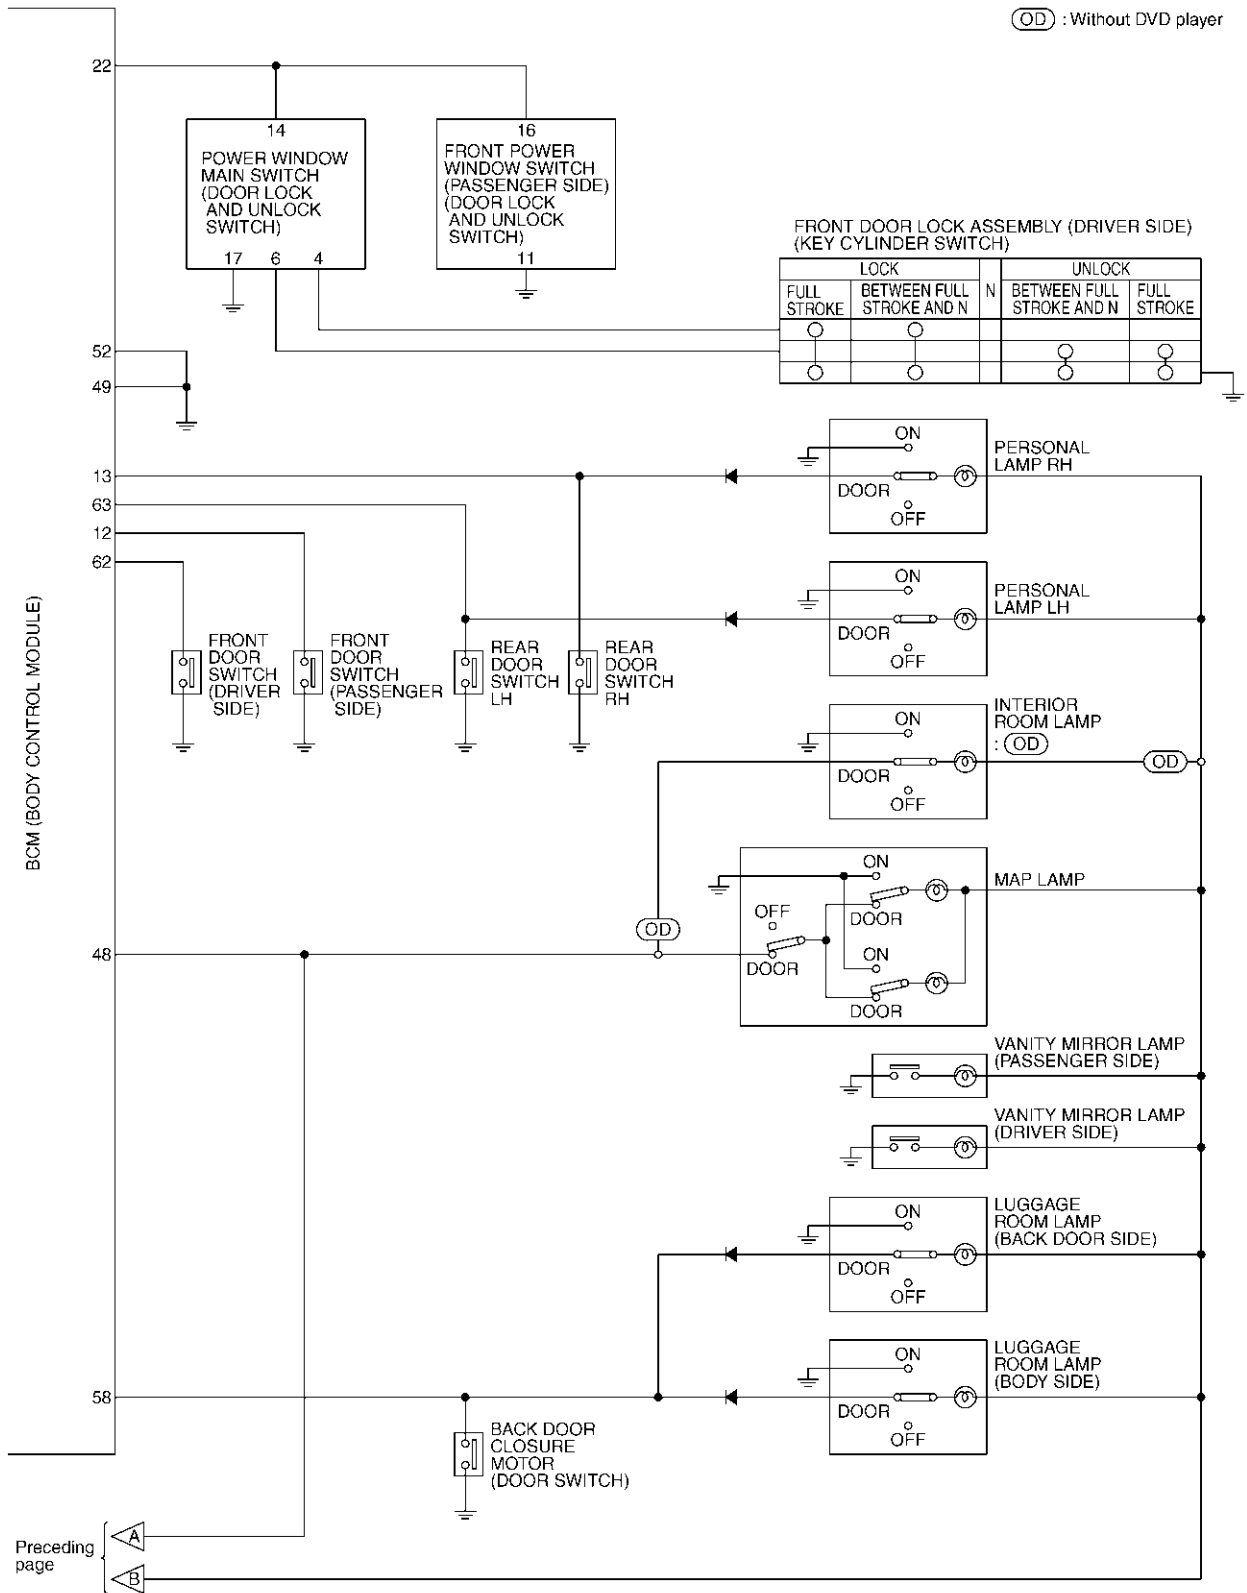 OD : Without DVD player
22
14
POWER WINDOW
MAIN SWITCH
(DOOR LOCK
AND UNLOCK
SWITCH)
17 6 4
16
FRONT POWER
WINDOW SWITCH
(PASSENGER SIDE)
(DOOR LOCK
AND UNLOCK
SWITCH)
11
FRONT DOOR LOCK ASSEMBLY (DRIVER SIDE)
(KEY CYLINDER SWITCH)
LOCK
N
UNLOCK
FULL
STROKE
BETWEEN FULL
STROKE AND N
BETWEEN FULL
STROKE AND N
FULL
STROKE
52
49
13
63
12
62
BCM (BODY CONTROL MODULE)
ON
DOOR
OFF
PERSONAL
LAMP RH
ON
DOOR
OFF
PERSONAL
LAMP LH
FRONT
DOOR
SWITCH
(DRIVER
SIDE)
FRONT
DOOR
SWITCH
(PASSENGER
SIDE)
REAR
DOOR
SWITCH
LH
REAR
DOOR
SWITCH
RH
ON
DOOR
OFF
INTERIOR
ROOM LAMP
: OD
OD
OD
48
OFF
DOOR
ON
DOOR
ON
DOOR
MAP LAMP
VANITY MIRROR LAMP
(PASSENGER SIDE)
VANITY MIRROR LAMP
(DRIVER SIDE)
ON
DOOR
OFF
LUGGAGE
ROOM LAMP
(BACK DOOR SIDE)
58
ON
DOOR
OFF
LUGGAGE
ROOM LAMP
(BODY SIDE)
BACK DOOR
CLOSURE
MOTOR
(DOOR SWITCH)
Preceding
page
A
B